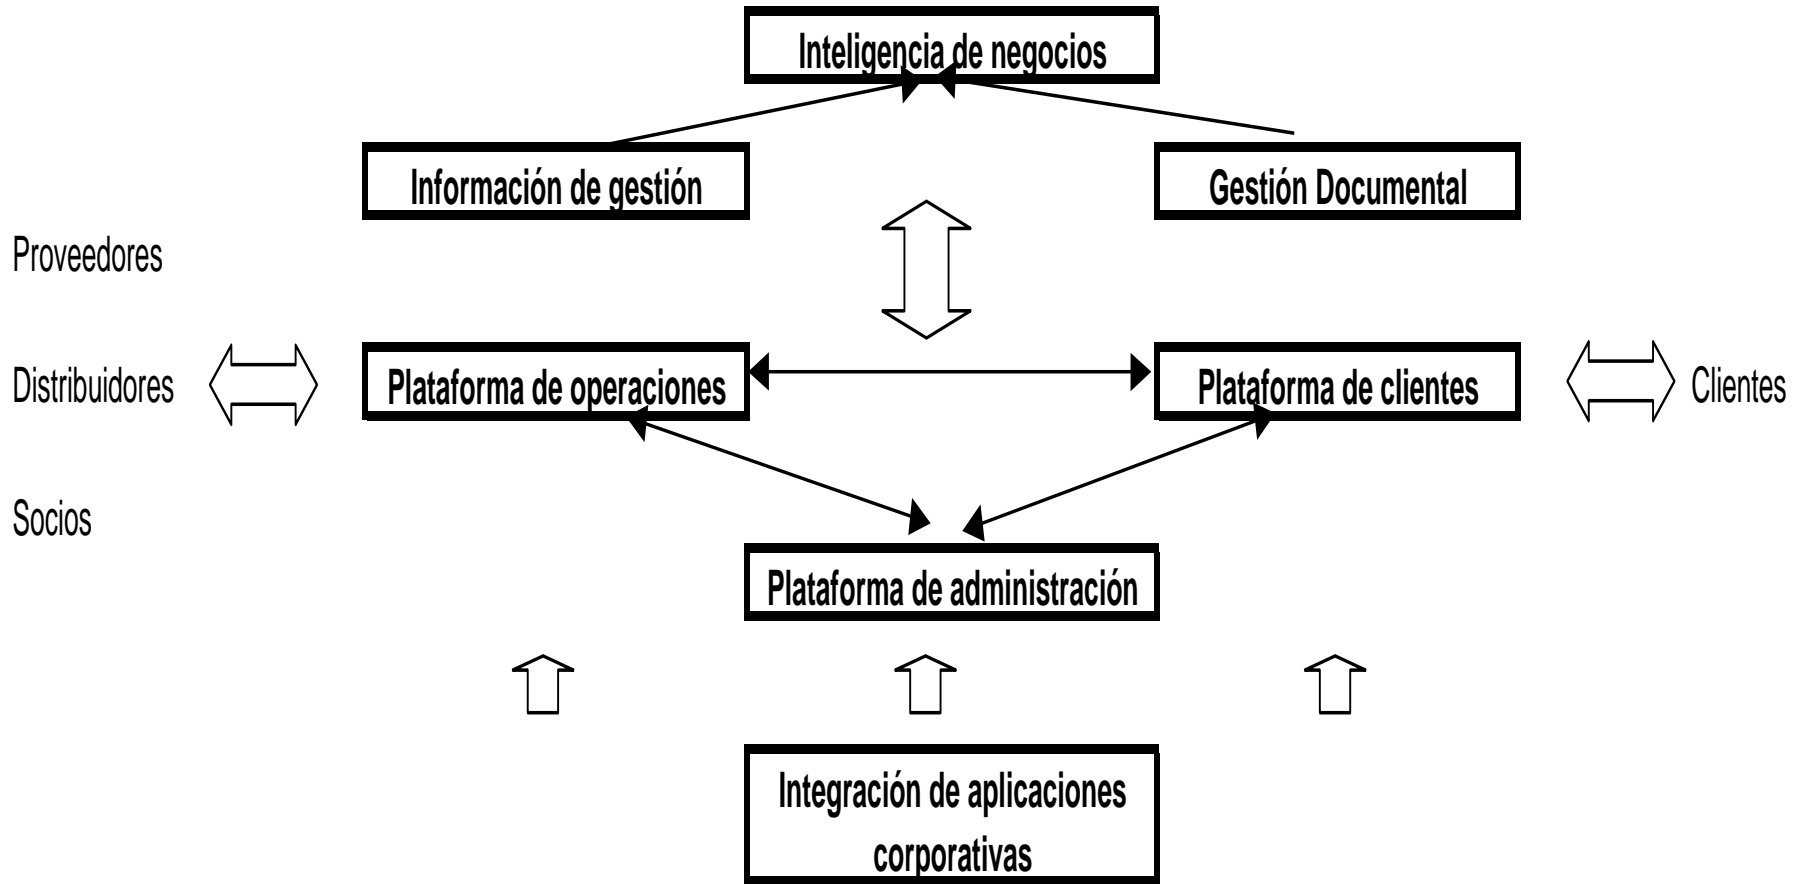 Inteligencia de negocios
Información de gestión
Gestión Documental
Proveedores
Distribuidores
Plataforma de operaciones
Plataforma de clientes
Clientes
Socios
Plataforma de administración
Integración de aplicaciones
corporativas